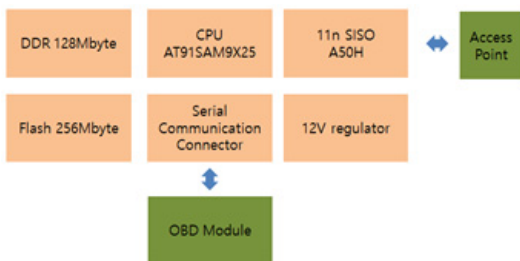 DDR 128Mbyte
CPU
AT91SAM9X25
11n SISO
A50H
Access
Point
Flash 256Mbyte
Serial
Communication
Connector
12V regulator
OBD Module